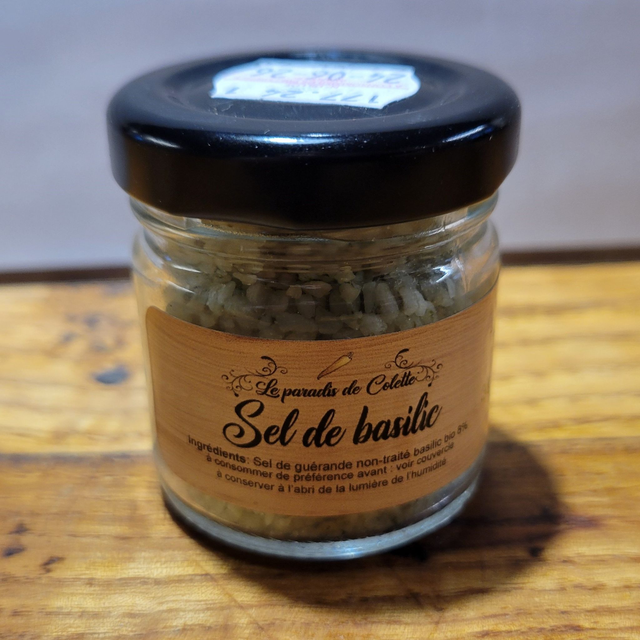 Le paradis de Colette
Sel de basilic
Ingrédients: Sel de guérande non-traité basilic bio 8%
à consommer de préférence avant : voir couvercle
à conserver à l'abri de la lumière de l'humidité